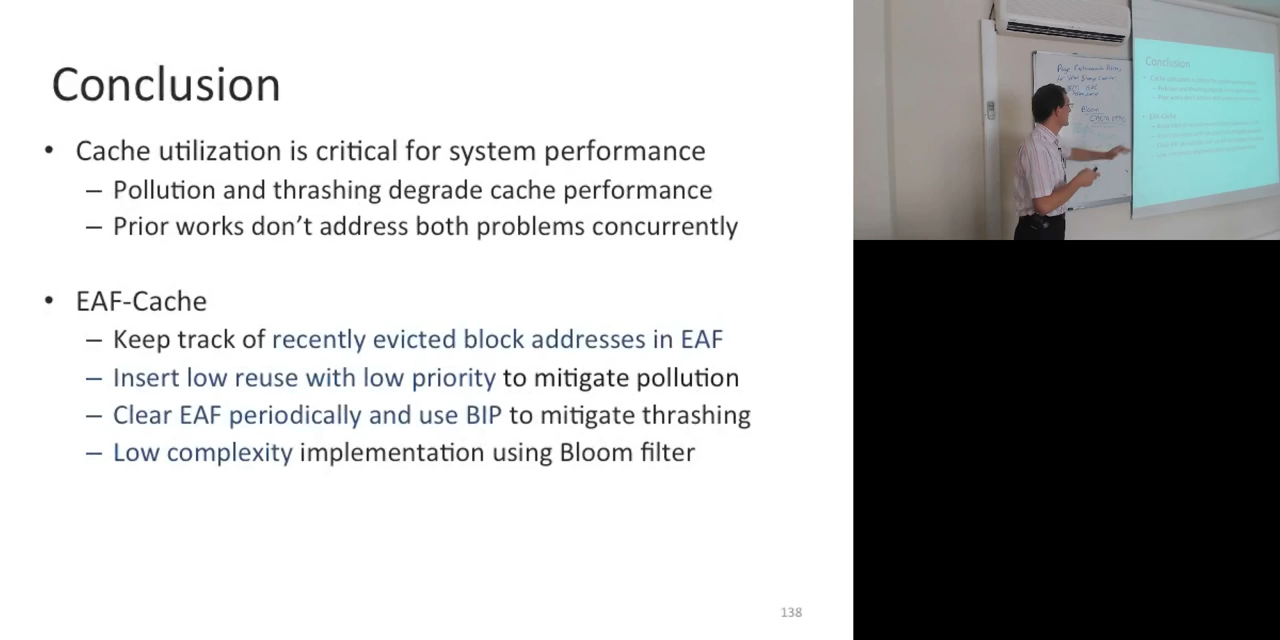 Conclusion
• Cache utilization is critical for system performance
– Pollution and thrashing degrade cache performance
– Prior works don't address both problems concurrently
• EAF-Cache
– Keep track of recently evicted block addresses in EAF
– Insert low reuse with low priority to mitigate pollution
– Clear EAF periodically and use BIP to mitigate thrashing
– Low complexity implementation using Bloom filter
138
Conclusion
Bloom